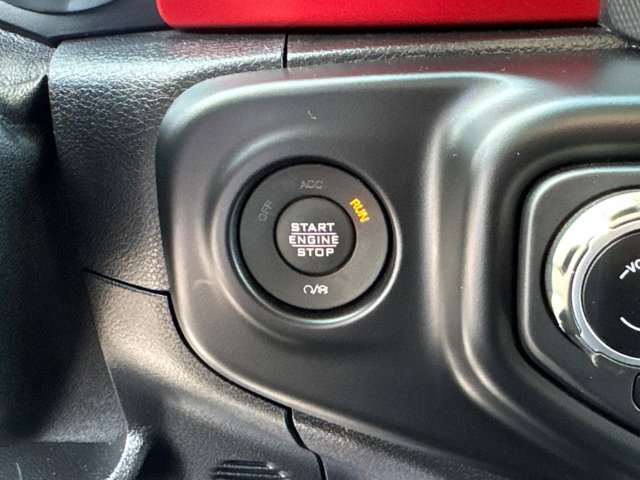 ACC
OFF
RUN
START
ENGINE
STOP